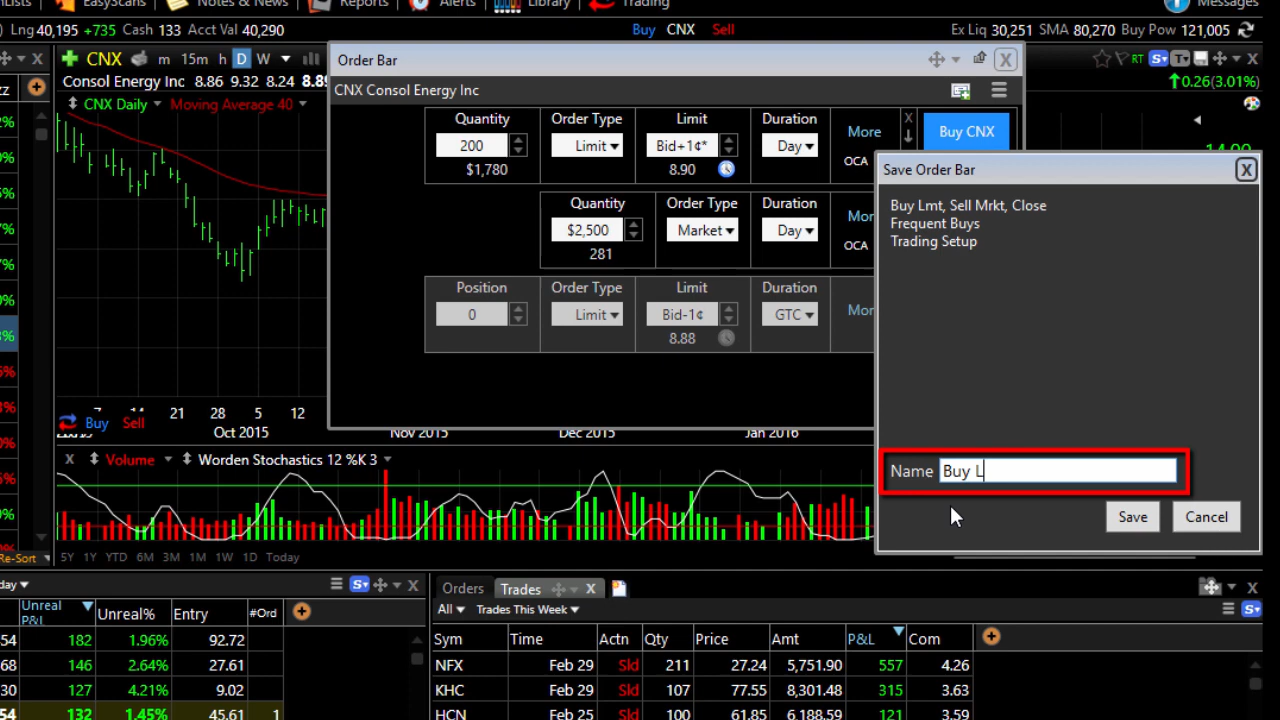 EasyScans Notes & News Reports Alerts Library Trading Messages
Lng 40,195 +735 Cash 133 Acct Val 40,290 Buy CNX Sell Ex Liq 30,251 SMA 80,270 Buy Pow 121,005
CNX m 15m h D W
Order Bar
RT
Consol Energy Inc 8.86 9.32 8.24
0.26(3.01%)
CNX Consol Energy Inc
CNX Daily Moving Average 40
Quantity Order Type Limit Duration
200 Limit Bid+1¢* Day More X Buy CNX
$1,780 8.90 OCA
Save Order Bar X
Buy Lmt, Sell Mrkt, Close
Frequent Buys
Trading Setup
Quantity Order Type Duration
$2,500 Market Day
281 OCA
Position Order Type Limit Duration
0 Limit Bid-1¢ GTC
8.88
Buy Sell
21 28 5 12
Oct 2015 Nov 2015 Dec 2015 Jan 2016
X Volume Worden Stochastics 12 %K 3
Name Buy L
Save Cancel
Re-Sort 5Y 1Y YTD 6M 3M 1M 1W 1D Today
Orders Trades X
All Trades This Week
Unreal P&L Unreal% Entry #Ord
54 182 1.96% 92.72
68 146 2.64% 27.61
30 127 4.21% 9.02
54 132 1.45% 45.61 1
Sym Time Actn Qty Price Amt P&L Com
NFX Feb 29 Sld 211 27.24 5,751.90 557 4.26
KHC Feb 29 Sld 107 77.55 8,301.48 315 3.63
HCN Feb 25 Sld 100 61.85 6,188.59 121 3.59